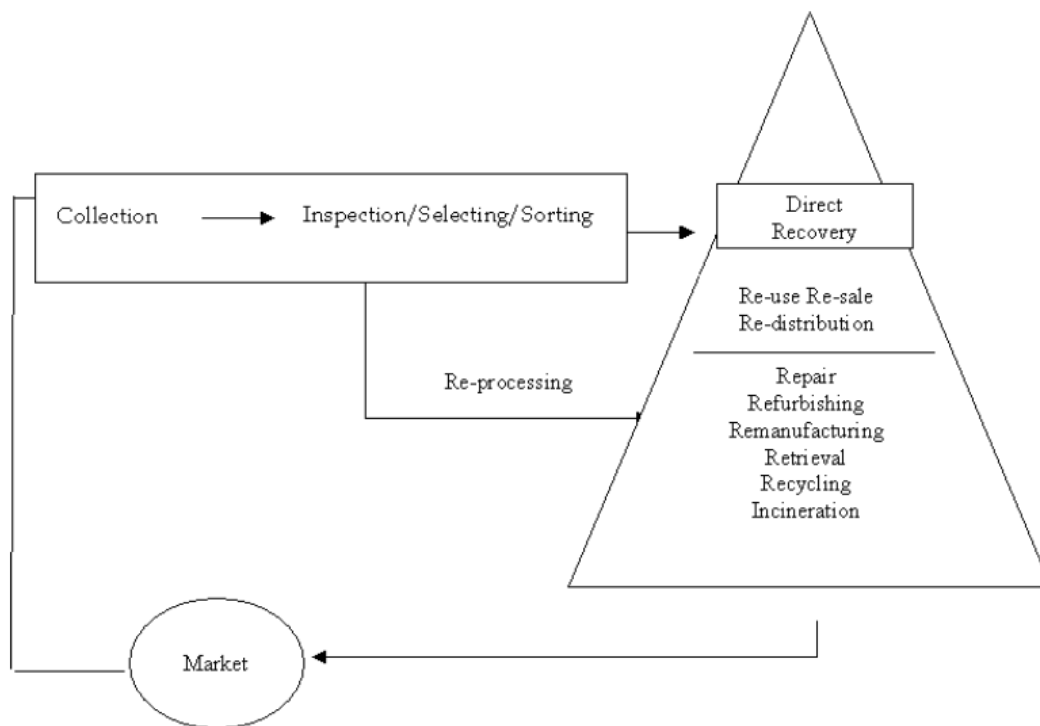 Collection
Inspection/Selecting/Sorting
Direct
Recovery
Re-use Re-sale
Re-distribution
Re-processing
Repair
Refurbishing
Remanufacturing
Retrieval
Recycling
Incineration
Market